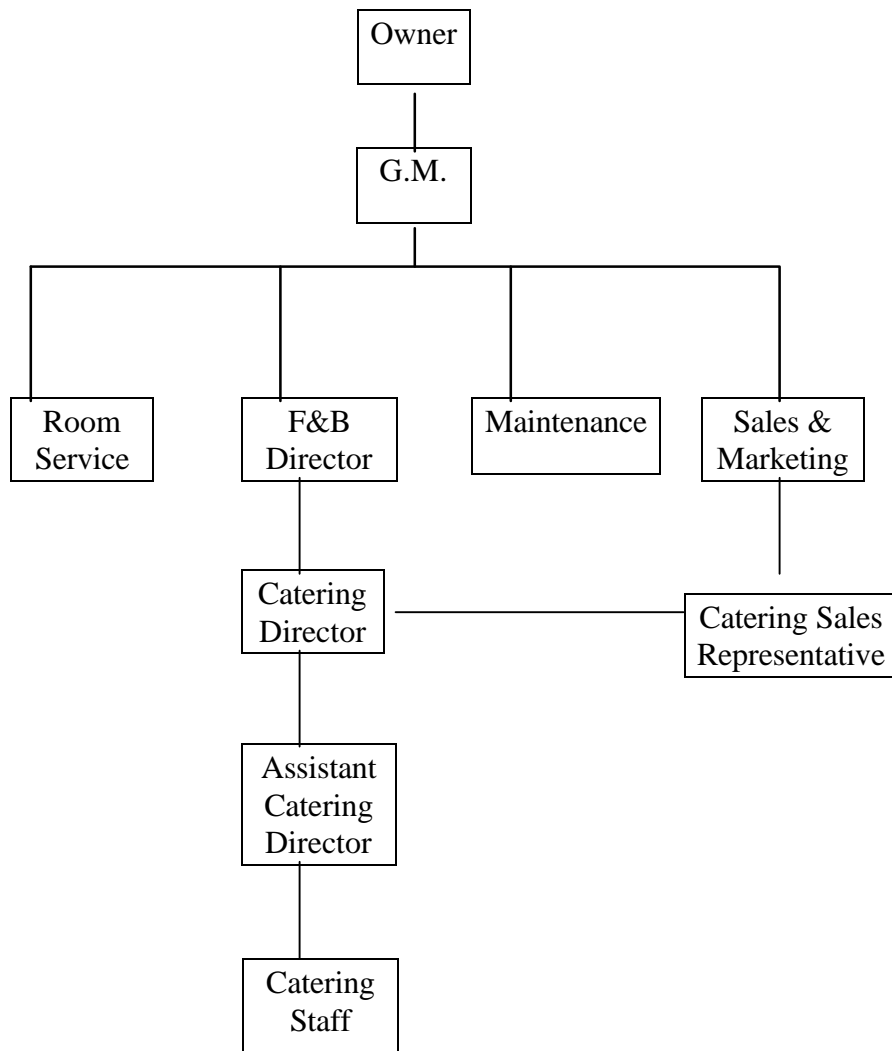 Owner
G.M.
Room
Service
F&B
Director
Maintenance
Sales &
Marketing
Catering
Director
Catering Sales
Representative
Assistant
Catering
Director
Catering
Staff